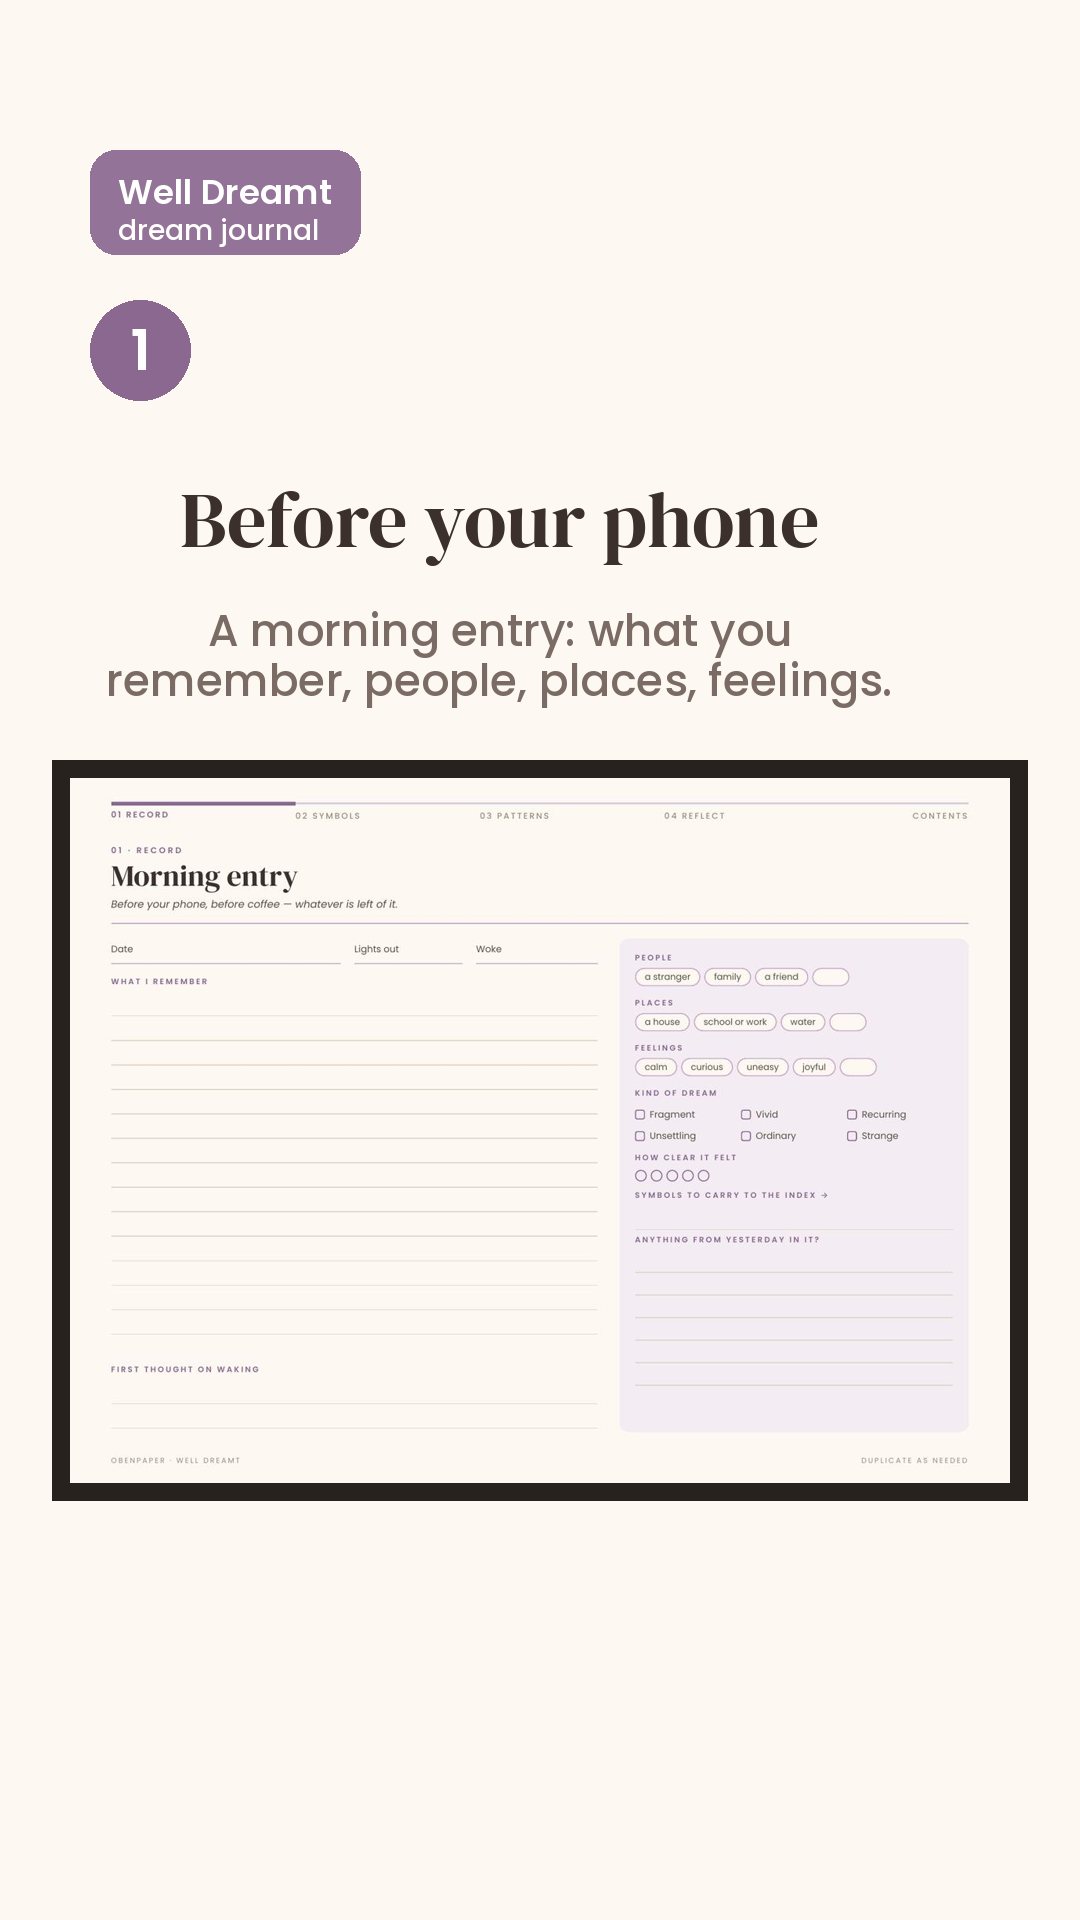 Well Dreamt
dream journal
1
Before your phone
A morning entry: what you
remember, people, places, feelings.
01 RECORD
02 SYMBOLS
03 PATTERNS
04 REFLECT
CONTENTS
01 · RECORD
Morning entry
Before your phone, before coffee — whatever is left of it.
Date
Lights out
Woke
WHAT I REMEMBER
FIRST THOUGHT ON WAKING
PEOPLE
a stranger family a friend
PLACES
a house school or work water
FEELINGS
calm curious uneasy joyful
KIND OF DREAM
Fragment Vivid Recurring
Unsettling Ordinary Strange
HOW CLEAR IT FELT
SYMBOLS TO CARRY TO THE INDEX →
ANYTHING FROM YESTERDAY IN IT?
OBENPAPER · WELL DREAMT
DUPLICATE AS NEEDED